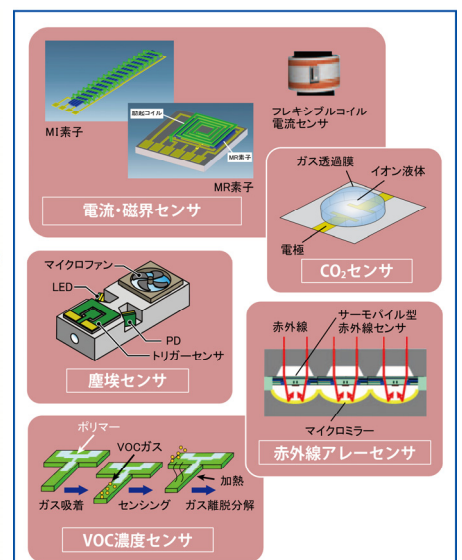 MI素子
励起コイル
MR素子
MR素子
フレキシブルコイル
電流センサ
電流・磁界センサ
ガス透過膜
イオン液体
電極
CO₂センサ
マイクロファン
LED
PD
トリガーセンサ
塵埃センサ
サーモパイル型
赤外線センサ
赤外線
マイクロミラー
赤外線アレーセンサ
ポリマー
VOCガス
加熱
ガス吸着
センシング
ガス離脱分解
VOC濃度センサ